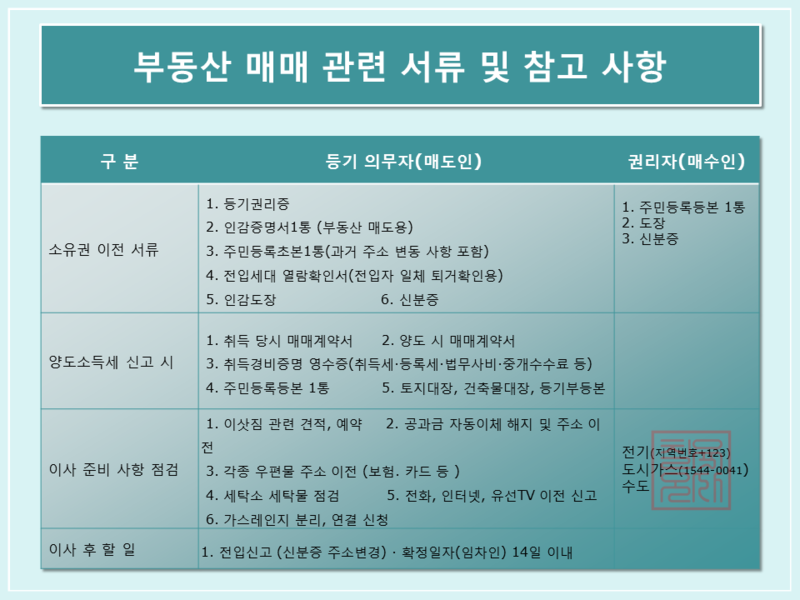 부동산 매매 관련 서류 및 참고 사항
구 분 등기 의무자(매도인) 권리자(매수인)
소유권 이전 서류
1. 등기권리증
2. 인감증명서1통 (부동산 매도용)
3. 주민등록초본1통(과거 주소 변동 사항 포함)
4. 전입세대 열람확인서(전입자 일체 퇴거확인용)
5. 인감도장 6. 신분증
1. 주민등록등본 1통
2. 도장
3. 신분증
양도소득세 신고 시
1. 취득 당시 매매계약서 2. 양도 시 매매계약서
3. 취득경비증명 영수증(취득세·등록세·법무사비·중개수수료 등)
4. 주민등록등본 1통 5. 토지대장, 건축물대장, 등기부등본
이사 준비 사항 점검
1. 이삿짐 관련 견적, 예약 2. 공과금 자동이체 해지 및 주소 이
전
3. 각종 우편물 주소 이전 (보험. 카드 등 )
4. 세탁소 세탁물 점검 5. 전화, 인터넷, 유선TV 이전 신고
6. 가스레인지 분리, 연결 신청
전기(지역번호+123)
도시가스(1544-0041)
수도
이사 후 할 일
1. 전입신고 (신분증 주소변경) · 확정일자(임차인) 14일 이내